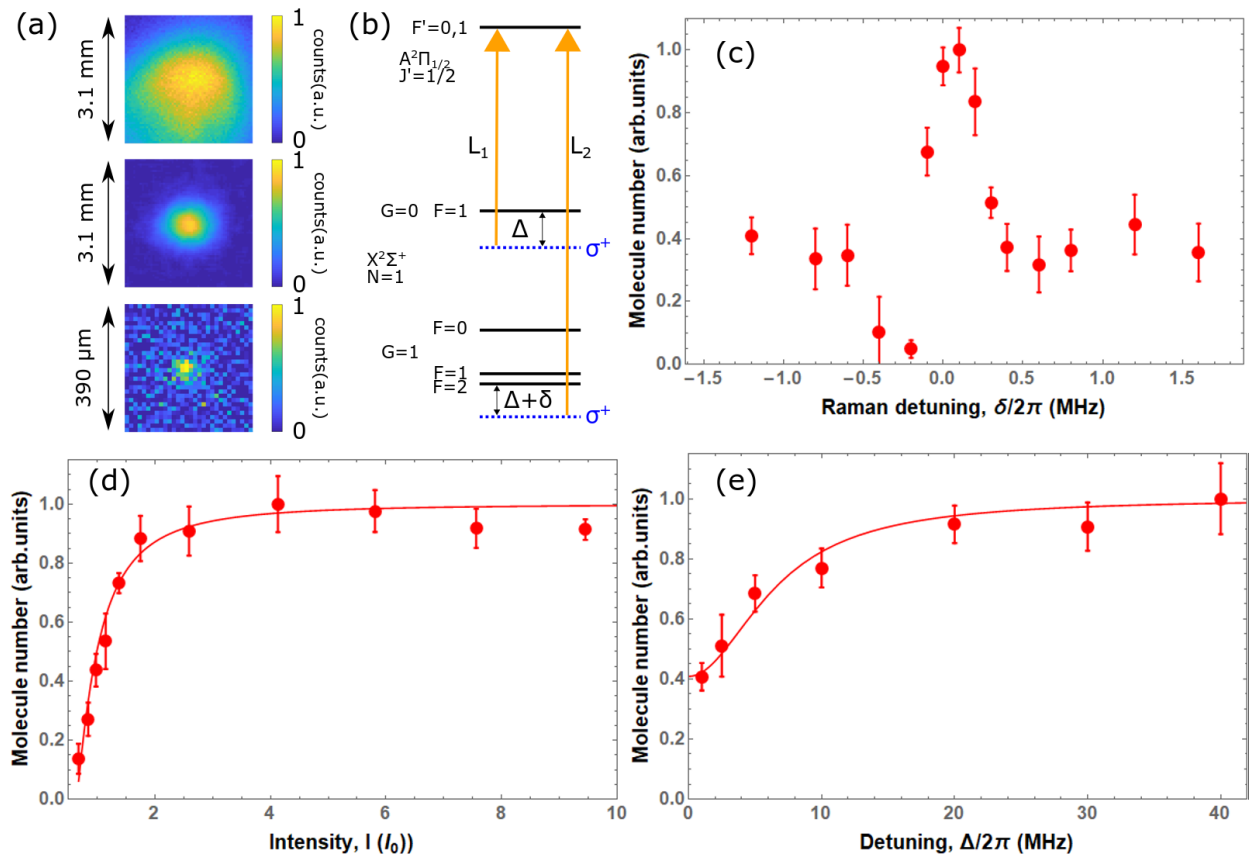 (a)
3.1 mm
1
counts(a.u.)
0
3.1 mm
1
counts(a.u.)
0
390 μm
1
counts(a.u.)
0
(b)
F'=0,1
A²Π₁/₂
J'=1/2
L₁
L₂
G=0 F=1
Δ
σ⁺
X²Σ⁺
N=1
F=0
G=1
F=1
F=2
Δ+δ
σ⁺
(c)
Molecule number (arb.units)
1.0
0.8
0.6
0.4
0.2
0.0
−1.5 −1.0 −0.5 0.0 0.5 1.0 1.5
Raman detuning, δ/2π (MHz)
(d)
Molecule number (arb.units)
1.0
0.8
0.6
0.4
0.2
0.0
2 4 6 8 10
Intensity, I (I₀))
(e)
Molecule number (arb.units)
1.0
0.8
0.6
0.4
0.2
0.0
0 10 20 30 40
Detuning, Δ/2π (MHz)